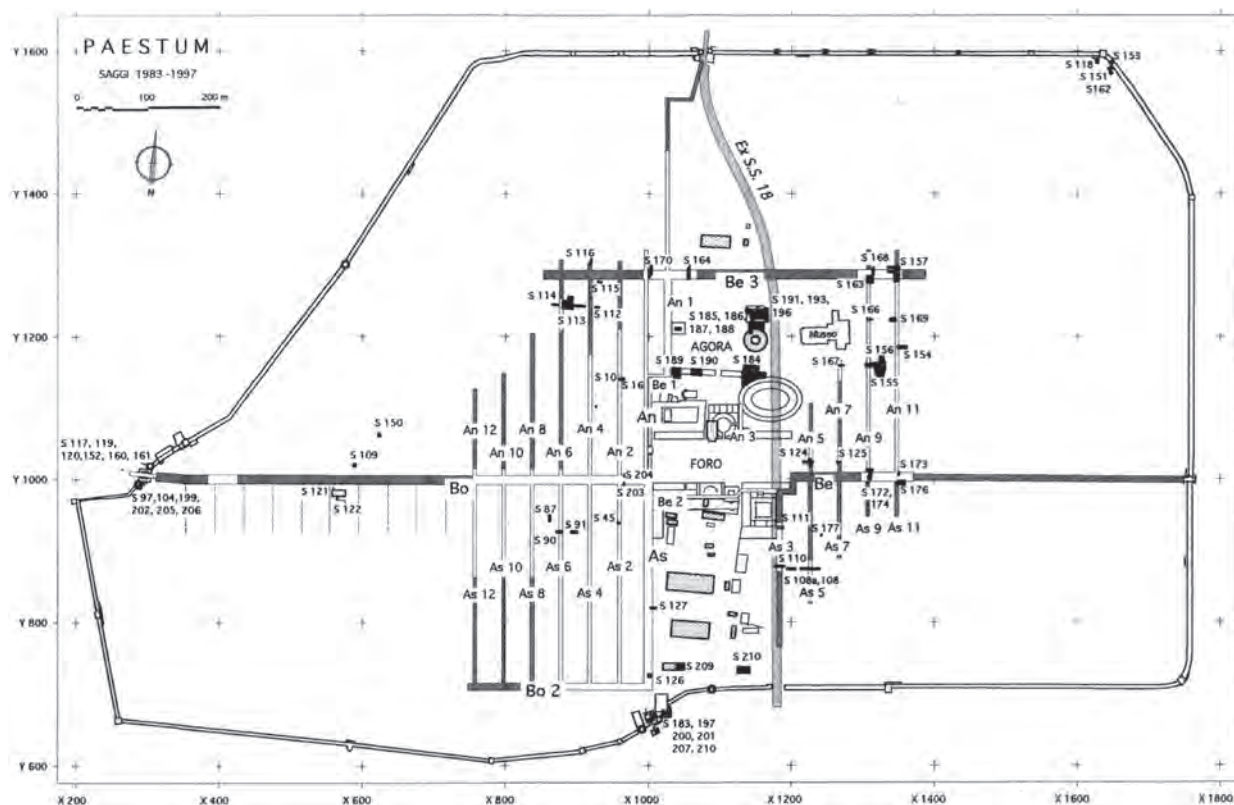 PAESTUM
SAGGI 1983-1997
0 100 200 m
N
Y 1600
Y 1400
Y 1200
Y 1000
Y 800
Y 600
X 200
X 400
X 600
X 800
X 1000
X 1200
X 1400
X 1600
X 1800
Ex S.S. 18
S 118
S 153
S 151
S162
S 116
S 170
S 164
S 168
S 157
S 115
Be 3
S 163
S 114
S 113
S 112
An 1
S 185, 186,
187, 188
S 191, 193,
196
S 166
S 169
Museo
AGORA
S 189
S 190
S 184
S 167
S 156
S 154
S 155
S 10
S 16
Be 1
An
An 12
An 10
An 8
An 6
An 4
An 2
An 3
An 5
An 7
An 9
An 11
S 150
S 109
S 117, 119,
120,152, 160, 161
FORO
S 124
S 125
S 173
S 204
S 203
Bo
Be
S 172,
174
S 176
S 97,104,199,
202, 205, 206
S 121
S 122
S 87
S 90
S 91
S 45
Be 2
S 111
S 177
As 9
As 11
As
As 3
As 7
S 110
S 108a,108
As 5
As 10
As 6
As 2
As 12
As 8
As 4
S 127
S 209
S 210
S 126
Bo 2
S 183, 197
200, 201
207, 210